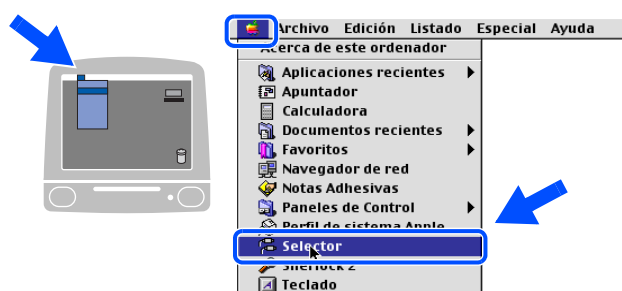 Archivo Edición Listado Especial Ayuda
Acerca de este ordenador
Aplicaciones recientes
Apuntador
Calculadora
Documentos recientes
Favoritos
Navegador de red
Notas Adhesivas
Paneles de Control
Perfil de sistema Apple
Selector
Sherlock 2
Teclado